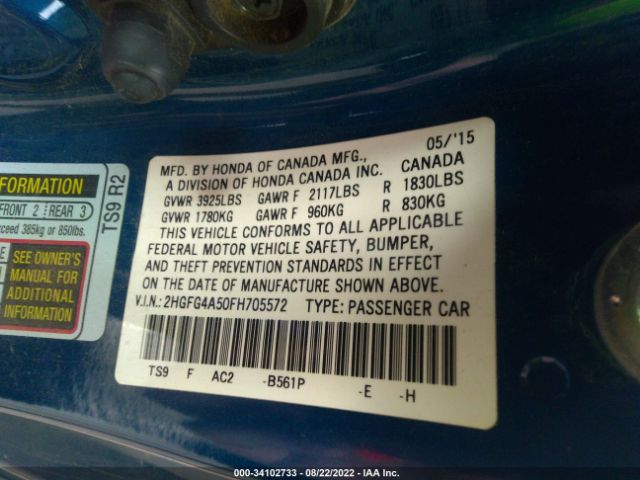 05/'15
MFD. BY HONDA OF CANADA MFG.,
A DIVISION OF HONDA CANADA INC. CANADA
GVWR 3925LBS GAWR F 2117LBS R 1830LBS
GVWR 1780KG GAWR F 960KG R 830KG
THIS VEHICLE CONFORMS TO ALL APPLICABLE
FEDERAL MOTOR VEHICLE SAFETY, BUMPER,
AND THEFT PREVENTION STANDARDS IN EFFECT
ON THE DATE OF MANUFACTURE SHOWN ABOVE.
V.I.N.: 2HGFG4A50FH705572 TYPE: PASSENGER CAR
TS9 F AC2 -B561P -E -H
FORMATION
FRONT 2 REAR 3
xceed 385kg or 850lbs.
SEE OWNER'S
MANUAL FOR
ADDITIONAL
INFORMATION
TS9 R2
000-34102733 - 08/22/2022 - IAA Inc.